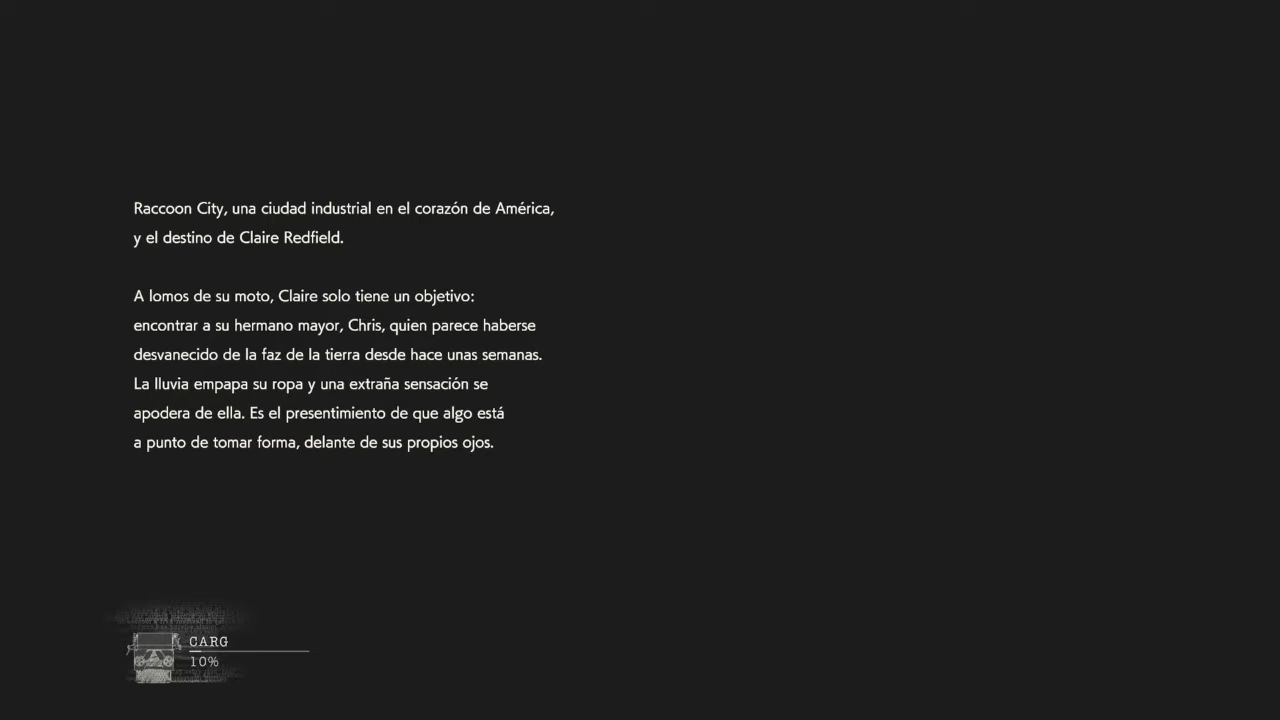 Raccoon City, una ciudad industrial en el corazón de América,
y el destino de Claire Redfield.
A lomos de su moto, Claire solo tiene un objetivo:
encontrar a su hermano mayor, Chris, quien parece haberse
desvanecido de la faz de la tierra desde hace unas semanas.
La lluvia empapa su ropa y una extraña sensación se
apodera de ella. Es el presentimiento de que algo está
a punto de tomar forma, delante de sus propios ojos.
CARG
10%